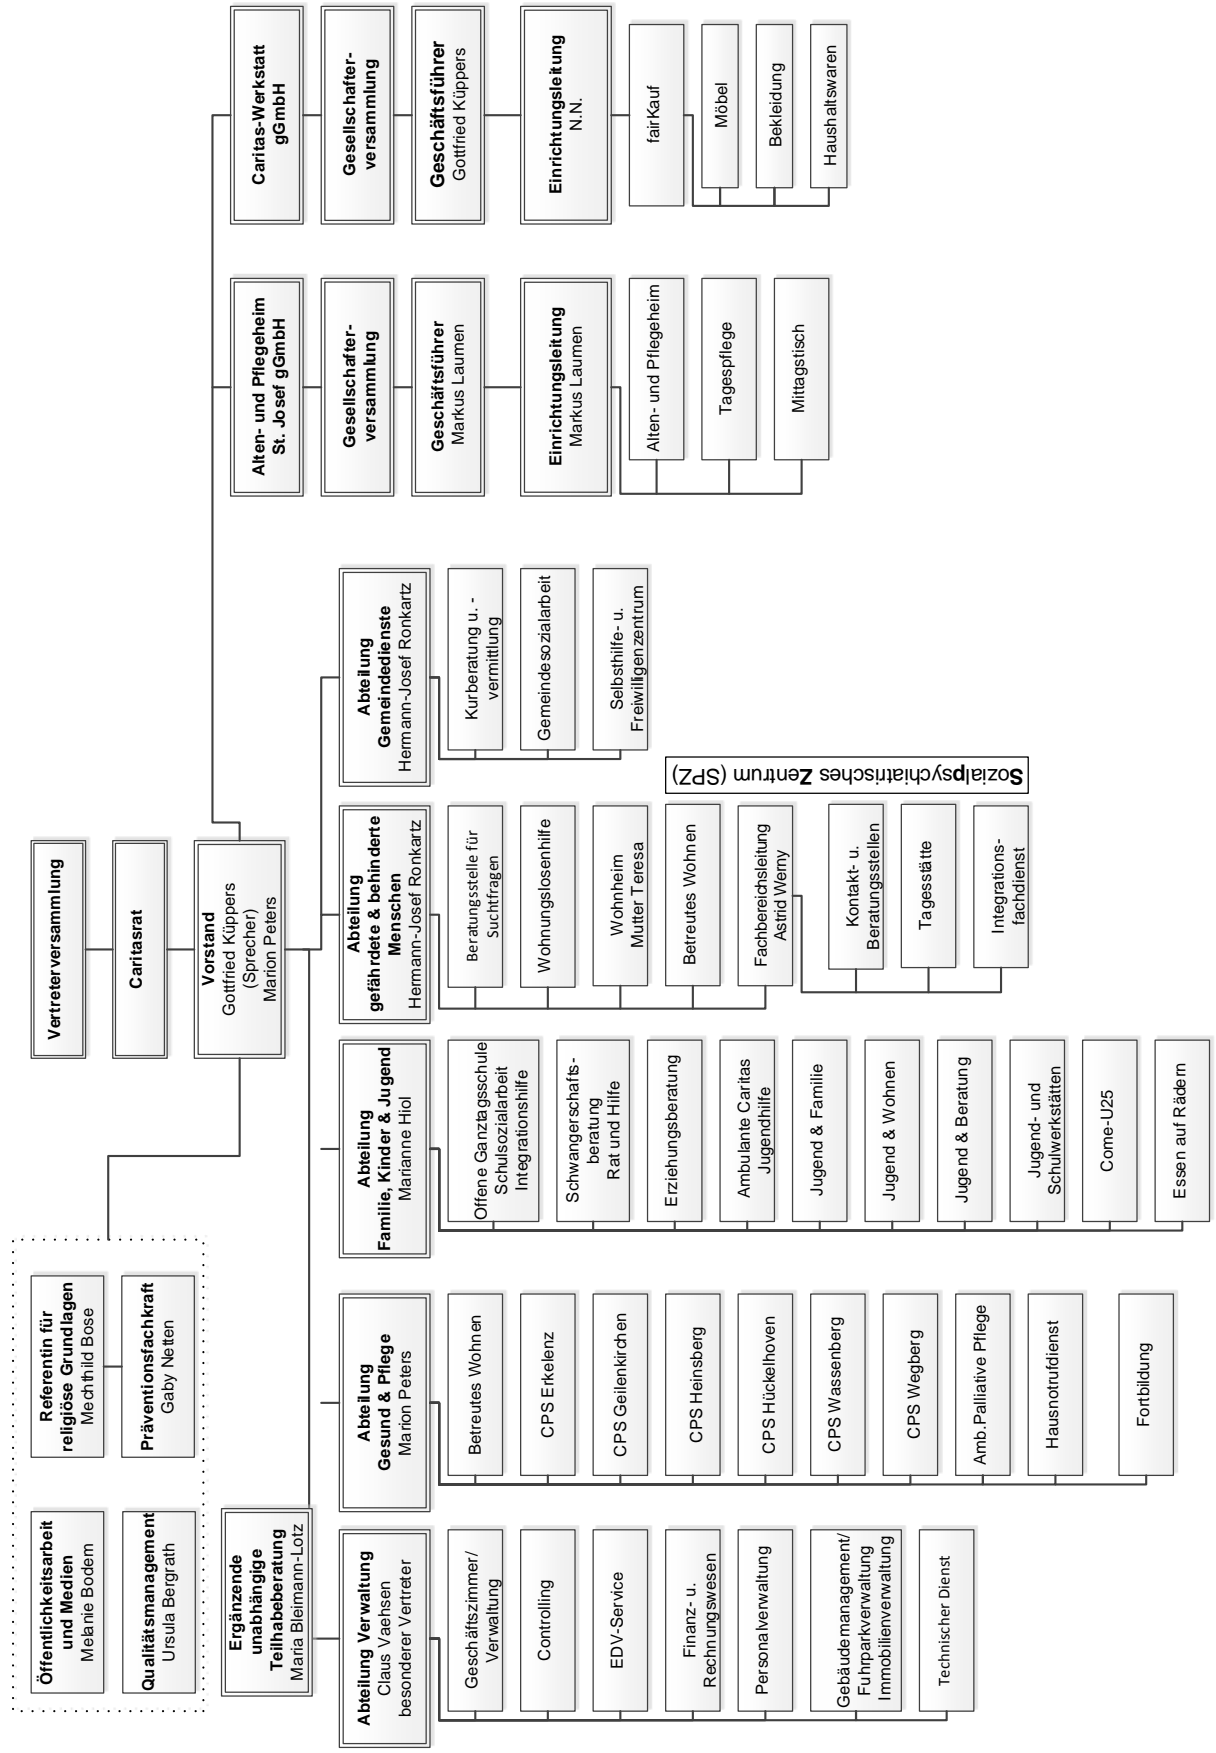 Vertreterversammlung
Caritasrat
Vorstand
Gottfried Küppers
(Sprecher)
Marion Peters
Öffentlichkeitsarbeit
und Medien
Melanie Bodem
Referentin für
religiöse Grundlagen
Mechthild Bose
Qualitätsmanagement
Ursula Bergrath
Präventionsfachkraft
Gaby Netten
Ergänzende
unabhängige
Teilhabeberatung
Maria Bleimann-Lotz
Abteilung Verwaltung
Claus Vaehsen
besonderer Vertreter
Geschäftszimmer/
Verwaltung
Controlling
EDV-Service
Finanz- u.
Rechnungswesen
Personalverwaltung
Gebäudemanagement/
Fuhrparkverwaltung
Immobilienverwaltung
Technischer Dienst
Abteilung
Gesund & Pflege
Marion Peters
Betreutes Wohnen
CPS Erkelenz
CPS Geilenkirchen
CPS Heinsberg
CPS Hückelhoven
CPS Wassenberg
CPS Wegberg
Amb.Palliative Pflege
Hausnotrufdienst
Fortbildung
Abteilung
Familie, Kinder & Jugend
Marianne Hiol
Offene Ganztagsschule
Schulsozialarbeit
Integrationshilfe
Schwangerschafts-
beratung
Rat und Hilfe
Erziehungsberatung
Ambulante Caritas
Jugendhilfe
Jugend & Familie
Jugend & Wohnen
Jugend & Beratung
Jugend- und
Schulwerkstätten
Come-U25
Essen auf Rädern
Abteilung
gefährdete & behinderte
Menschen
Hermann-Josef Ronkartz
Beratungsstelle für
Suchtfragen
Wohnungslosenhilfe
Wohnheim
Mutter Teresa
Betreutes Wohnen
Fachbereichsleitung
Astrid Werny
Kontakt- u.
Beratungsstellen
Tagesstätte
Integrations-
fachdienst
Sozialpsychiatrisches Zentrum (SPZ)
Abteilung
Gemeindedienste
Hermann-Josef Ronkartz
Kurberatung u. -
vermittlung
Gemeindesozialarbeit
Selbsthilfe- u.
Freiwilligenzentrum
Alten- und Pflegeheim
St. Josef gGmbH
Gesellschafter-
versammlung
Geschäftsführer
Markus Laumen
Einrichtungsleitung
Markus Laumen
Alten- und Pflegeheim
Tagespflege
Mittagstisch
Caritas-Werkstatt
gGmbH
Gesellschafter-
versammlung
Geschäftsführer
Gottfried Küppers
Einrichtungsleitung
N.N.
fairKauf
Möbel
Bekleidung
Haushaltswaren